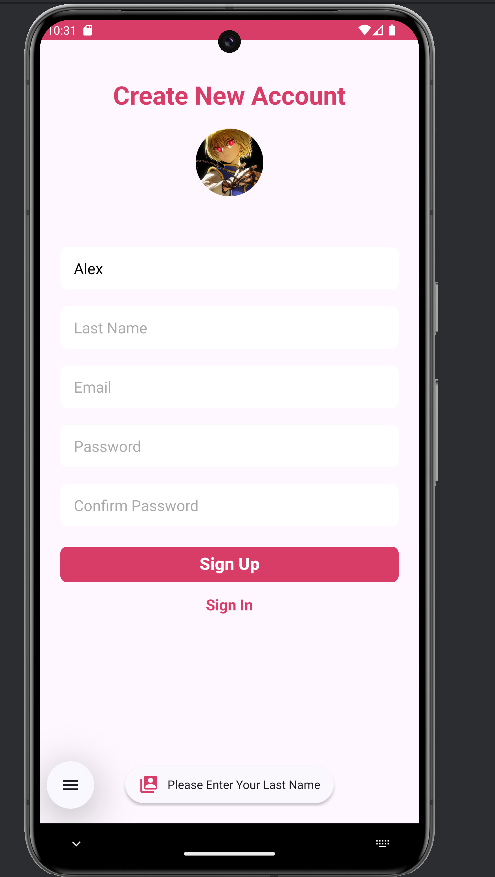 10:31
Create New Account
Alex
Last Name
Email
Password
Confirm Password
Sign Up
Sign In
Please Enter Your Last Name